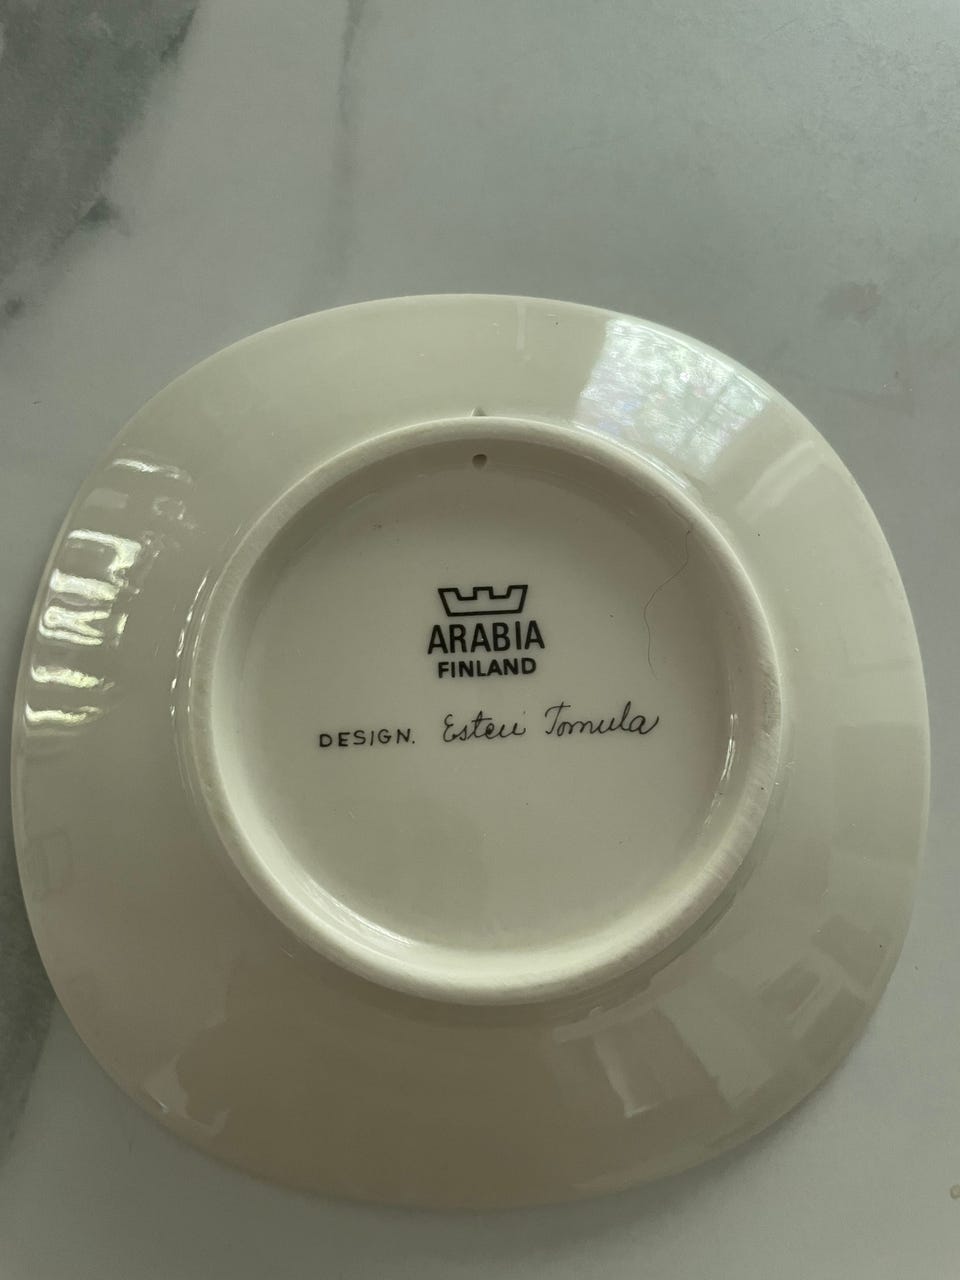 ARABIA
FINLAND
DESIGN. Esteri Tomula